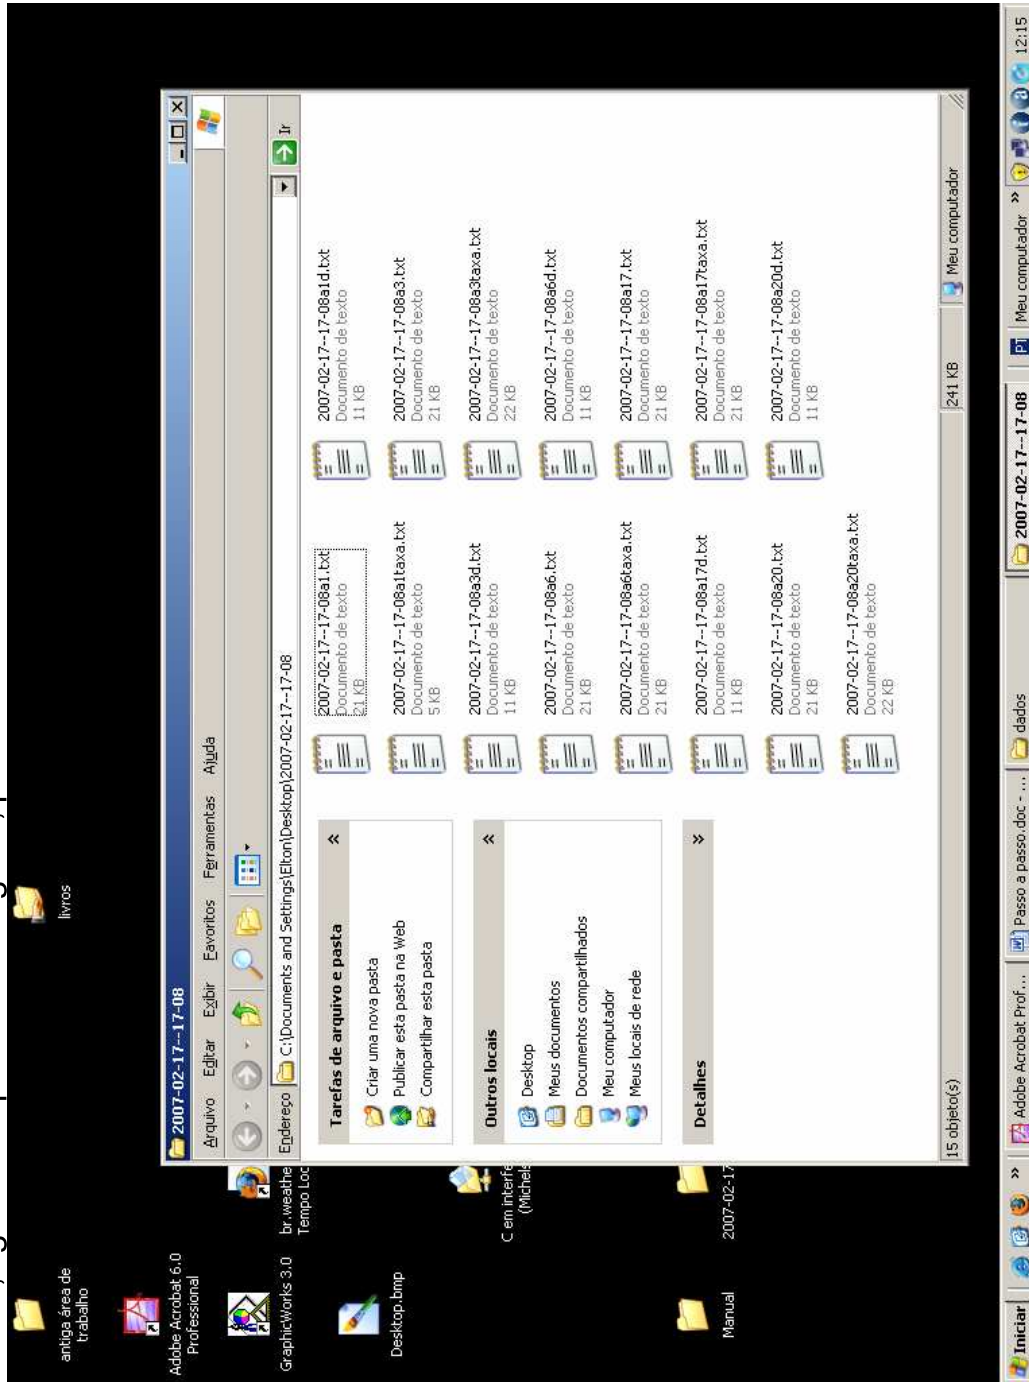 livros
antiga área de
trabalho
Adobe Acrobat 6.0
Professional
GraphicWorks 3.0
br.weathe
Tempo Loc
Desktop.bmp
C em interfe
(Michels
Manual
2007-02-17
2007-02-17--17-08
Arquivo Editar Exibir Favoritos Ferramentas Ajuda
Endereço C:\Documents and Settings\Elton\Desktop\2007-02-17--17-08 Ir
Tarefas de arquivo e pasta
Criar uma nova pasta
Publicar esta pasta na Web
Compartilhar esta pasta
Outros locais
Desktop
Meus documentos
Documentos compartilhados
Meu computador
Meus locais de rede
Detalhes
2007-02-17--17-08a1.txt
Documento de texto
21 KB
2007-02-17--17-08a1d.txt
Documento de texto
11 KB
2007-02-17--17-08a1taxa.txt
Documento de texto
5 KB
2007-02-17--17-08a3.txt
Documento de texto
21 KB
2007-02-17--17-08a3d.txt
Documento de texto
11 KB
2007-02-17--17-08a3taxa.txt
Documento de texto
22 KB
2007-02-17--17-08a6.txt
Documento de texto
21 KB
2007-02-17--17-08a6d.txt
Documento de texto
11 KB
2007-02-17--17-08a6taxa.txt
Documento de texto
21 KB
2007-02-17--17-08a17.txt
Documento de texto
21 KB
2007-02-17--17-08a17d.txt
Documento de texto
11 KB
2007-02-17--17-08a17taxa.txt
Documento de texto
21 KB
2007-02-17--17-08a20.txt
Documento de texto
21 KB
2007-02-17--17-08a20d.txt
Documento de texto
11 KB
2007-02-17--17-08a20taxa.txt
Documento de texto
22 KB
15 objeto(s) 241 KB Meu computador
Iniciar » Adobe Acrobat Prof... Passo a passo.doc - ... dados 2007-02-17--17-08 PT Meu computador » 12:15